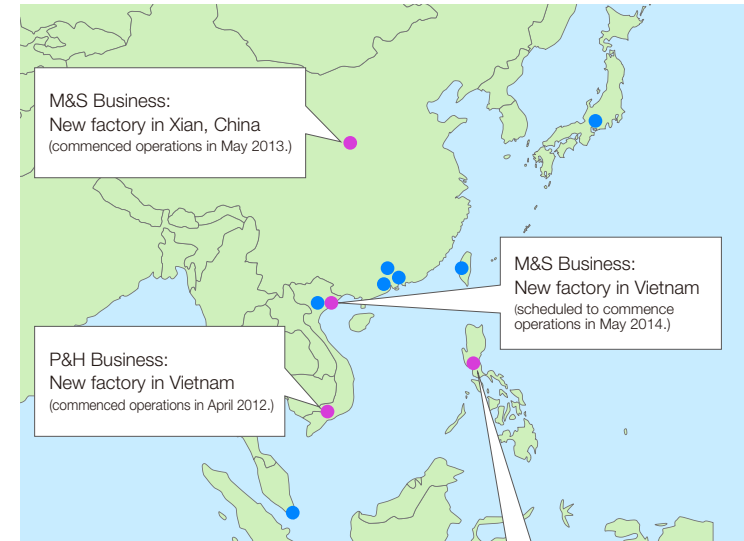 M&S Business:
New factory in Xian, China
(commenced operations in May 2013.)
M&S Business:
New factory in Vietnam
(scheduled to commence
operations in May 2014.)
P&H Business:
New factory in Vietnam
(commenced operations in April 2012.)